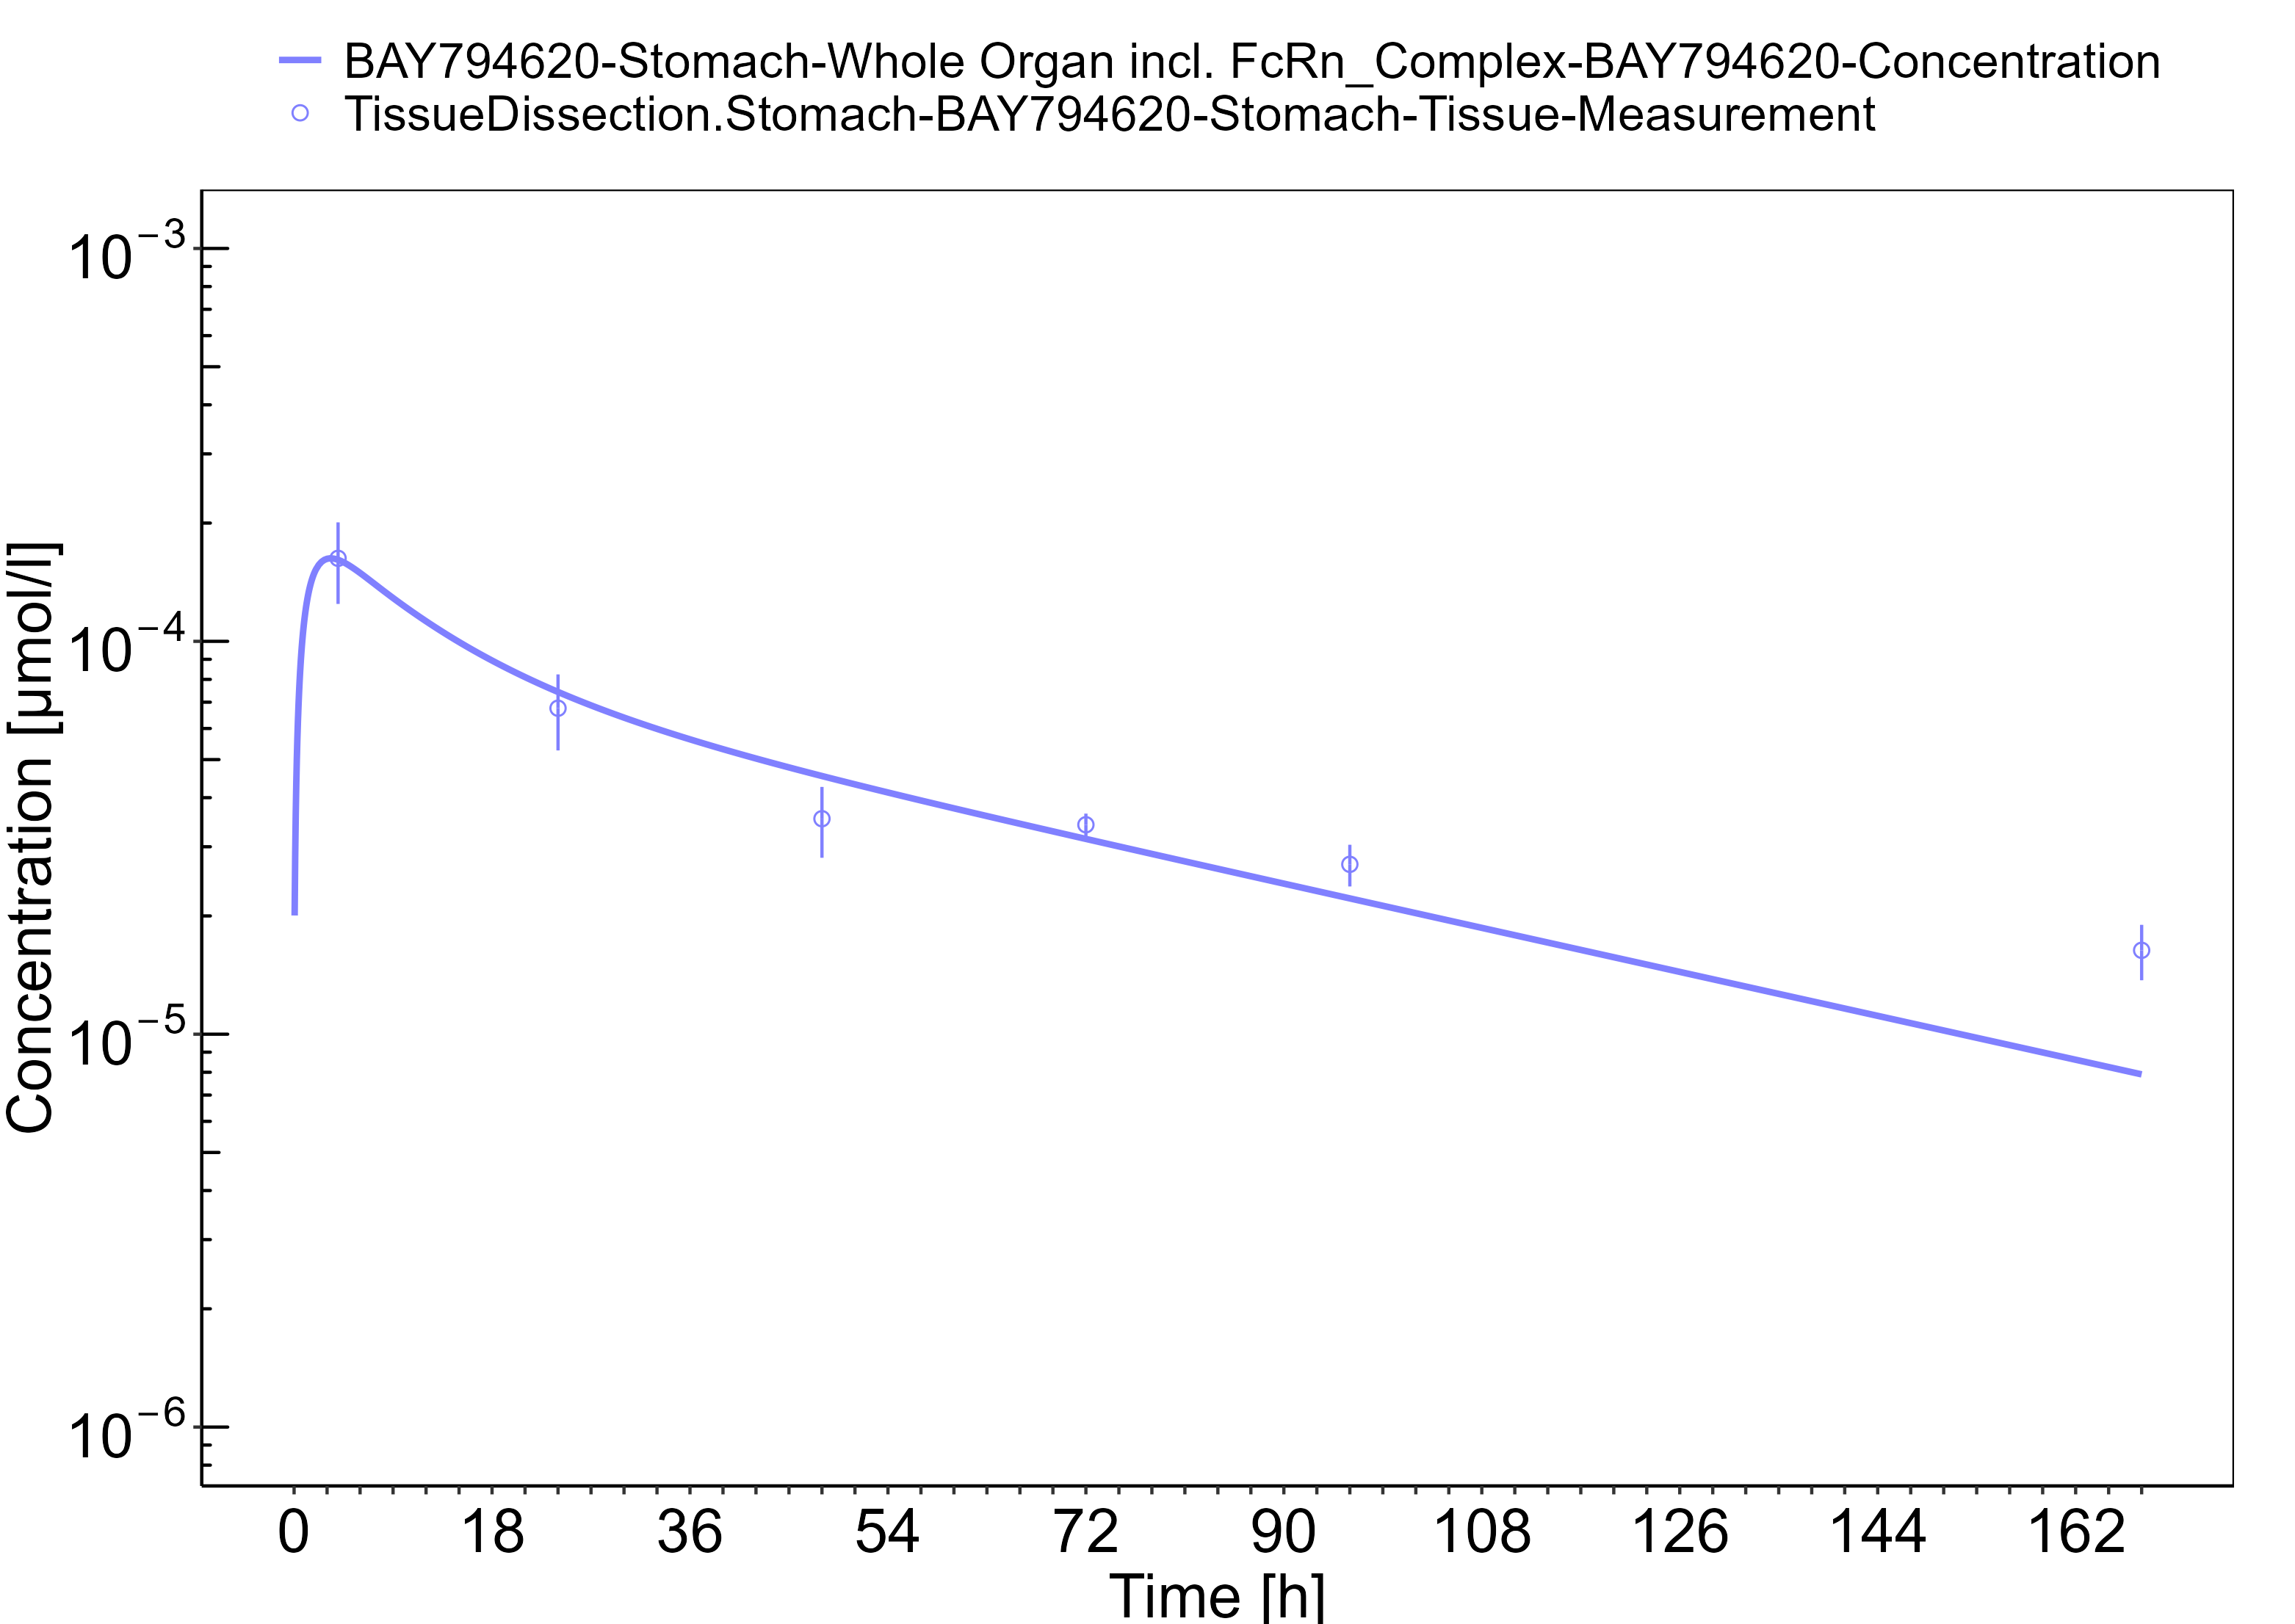 BAY794620-Stomach-Whole Organ incl. FcRn_Complex-BAY794620-Concentration
TissueDissection.Stomach-BAY794620-Stomach-Tissue-Measurement
Concentration [µmol/l]
10⁻³
10⁻⁴
10⁻⁵
10⁻⁶
0 18 36 54 72 90 108 126 144 162
Time [h]